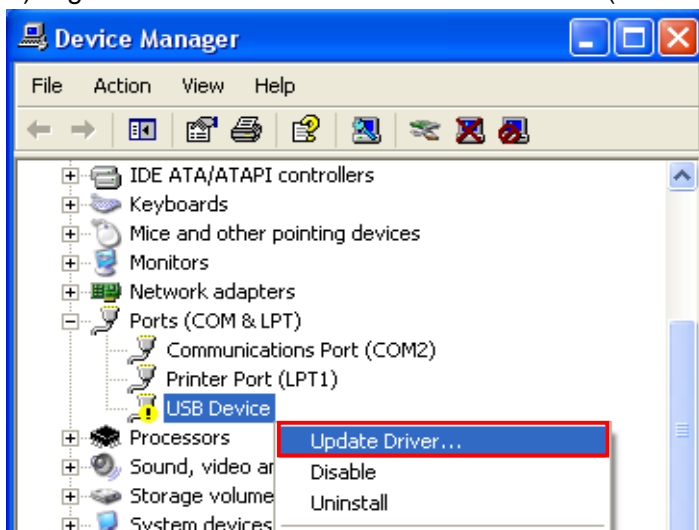 Device Manager
File Action View Help
IDE ATA/ATAPI controllers
Keyboards
Mice and other pointing devices
Monitors
Network adapters
Ports (COM & LPT)
Communications Port (COM2)
Printer Port (LPT1)
USB Device
Processors
Update Driver...
Sound, video ar
Disable
Storage volume
Uninstall
System devices